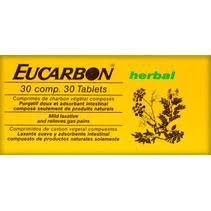 EUCARBON®
herbal
30 comp. 30 Tablets
Comprimés de charbon végétal composés
Purgatif doux et adsorbant intestinal
composé seulement de produits naturels
Mild laxative
and relieves gas pains
Comprimidos de carbon vegetal compuestos
Laxante suave y adsorbente intestinal
compuesto de productos naturales solamente